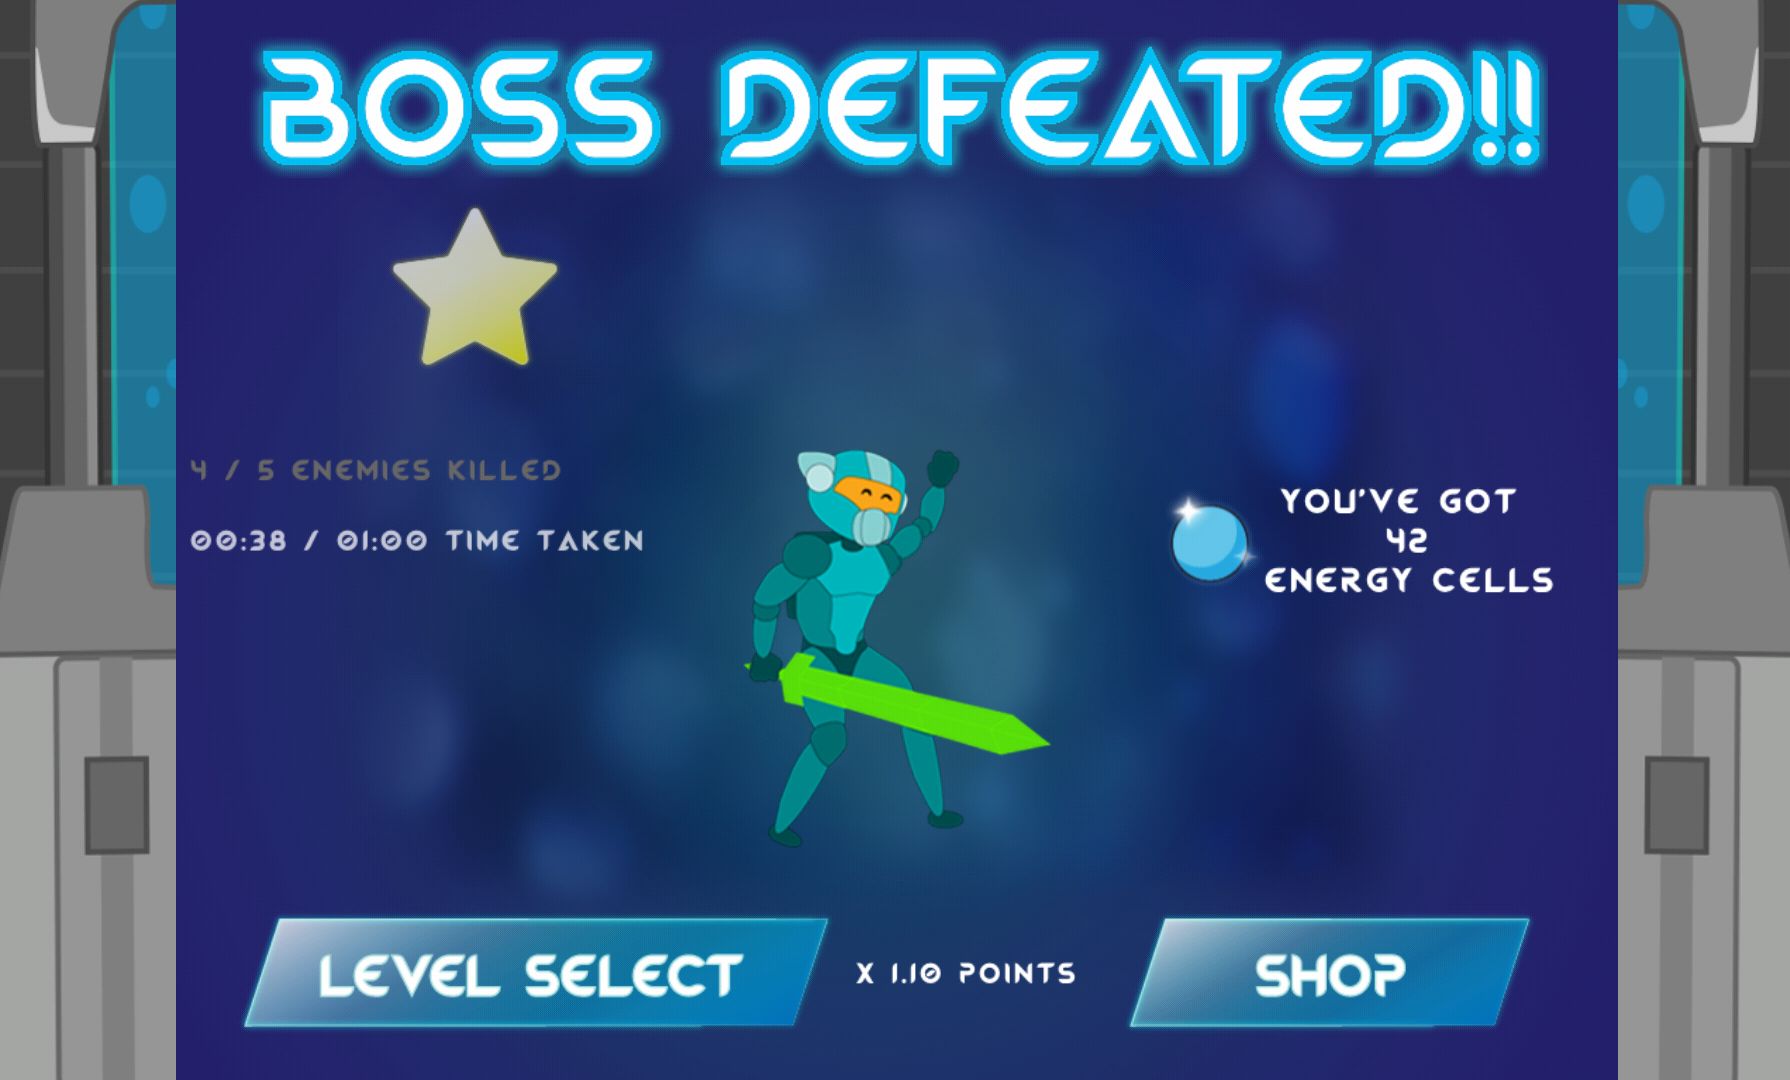 BOSS DEFEATED!!
4 / 5 ENEMIES KILLED
00:38 / 01:00 TIME TAKEN
YOU'VE GOT
42
ENERGY CELLS
LEVEL SELECT
X 1.10 POINTS
SHOP